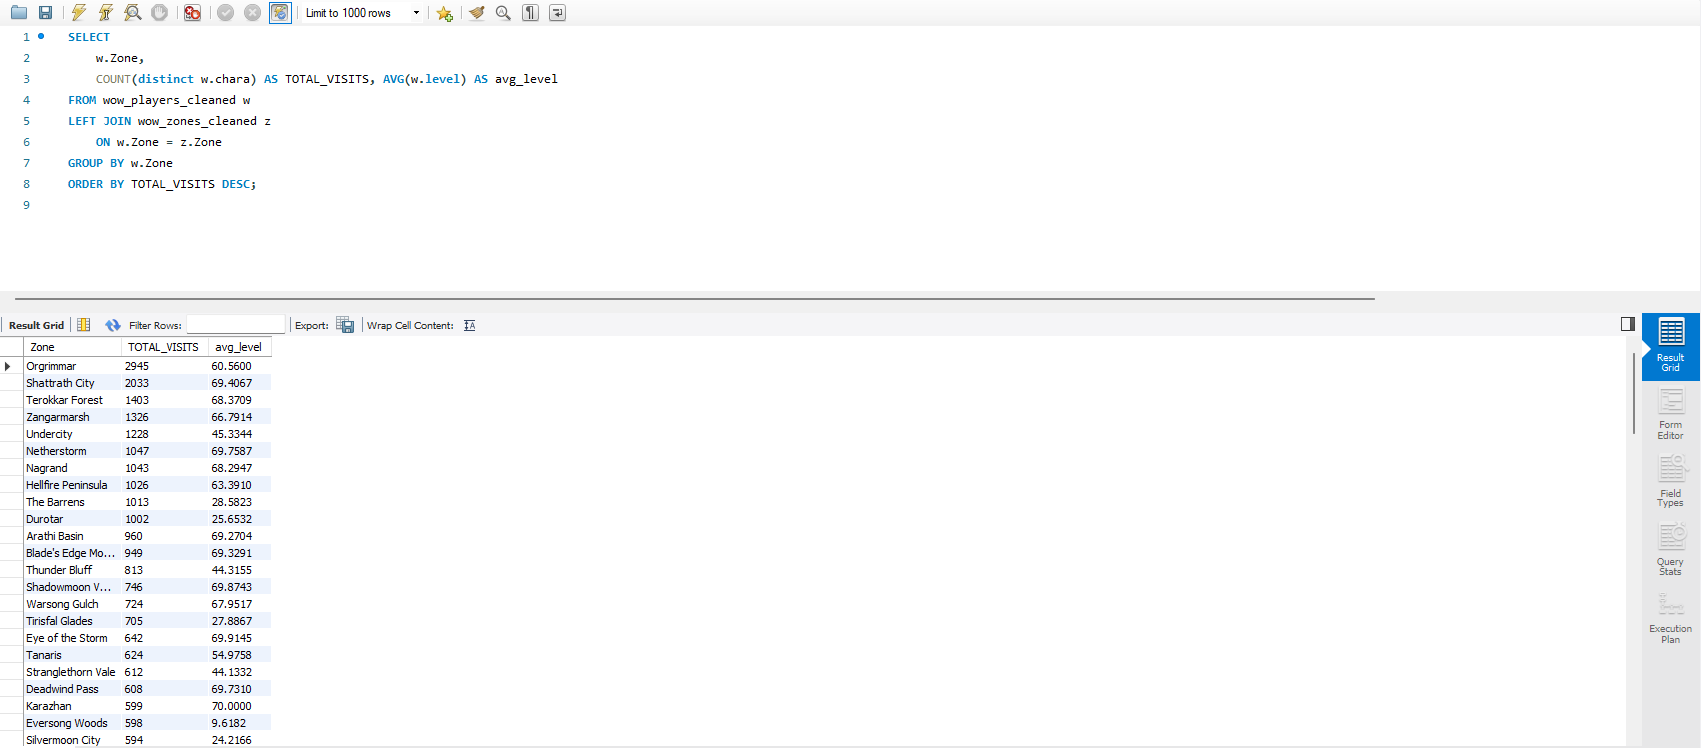 Limit to 1000 rows
1 SELECT
2 w.Zone,
3 COUNT(distinct w.chara) AS TOTAL_VISITS, AVG(w.level) AS avg_level
4 FROM wow_players_cleaned w
5 LEFT JOIN wow_zones_cleaned z
6 ON w.Zone = z.Zone
7 GROUP BY w.Zone
8 ORDER BY TOTAL_VISITS DESC;
9
Result Grid Filter Rows: Export: Wrap Cell Content:
Zone TOTAL_VISITS avg_level
Orgrimmar 2945 60.5600
Shattrath City 2033 69.4067
Terokkar Forest 1403 68.3709
Zangarmarsh 1326 66.7914
Undercity 1228 45.3344
Netherstorm 1047 69.7587
Nagrand 1043 68.2947
Hellfire Peninsula 1026 63.3910
The Barrens 1013 28.5823
Durotar 1002 25.6532
Arathi Basin 960 69.2704
Blade's Edge Mo... 949 69.3291
Thunder Bluff 813 44.3155
Shadowmoon V... 746 69.8743
Warsong Gulch 724 67.9517
Tirisfal Glades 705 27.8867
Eye of the Storm 642 69.9145
Tanaris 624 54.9758
Stranglethorn Vale 612 44.1332
Deadwind Pass 608 69.7310
Karazhan 599 70.0000
Eversong Woods 598 9.6182
Silvermoon City 594 24.2166
Result
Grid
Form
Editor
Field
Types
Query
Stats
Execution
Plan